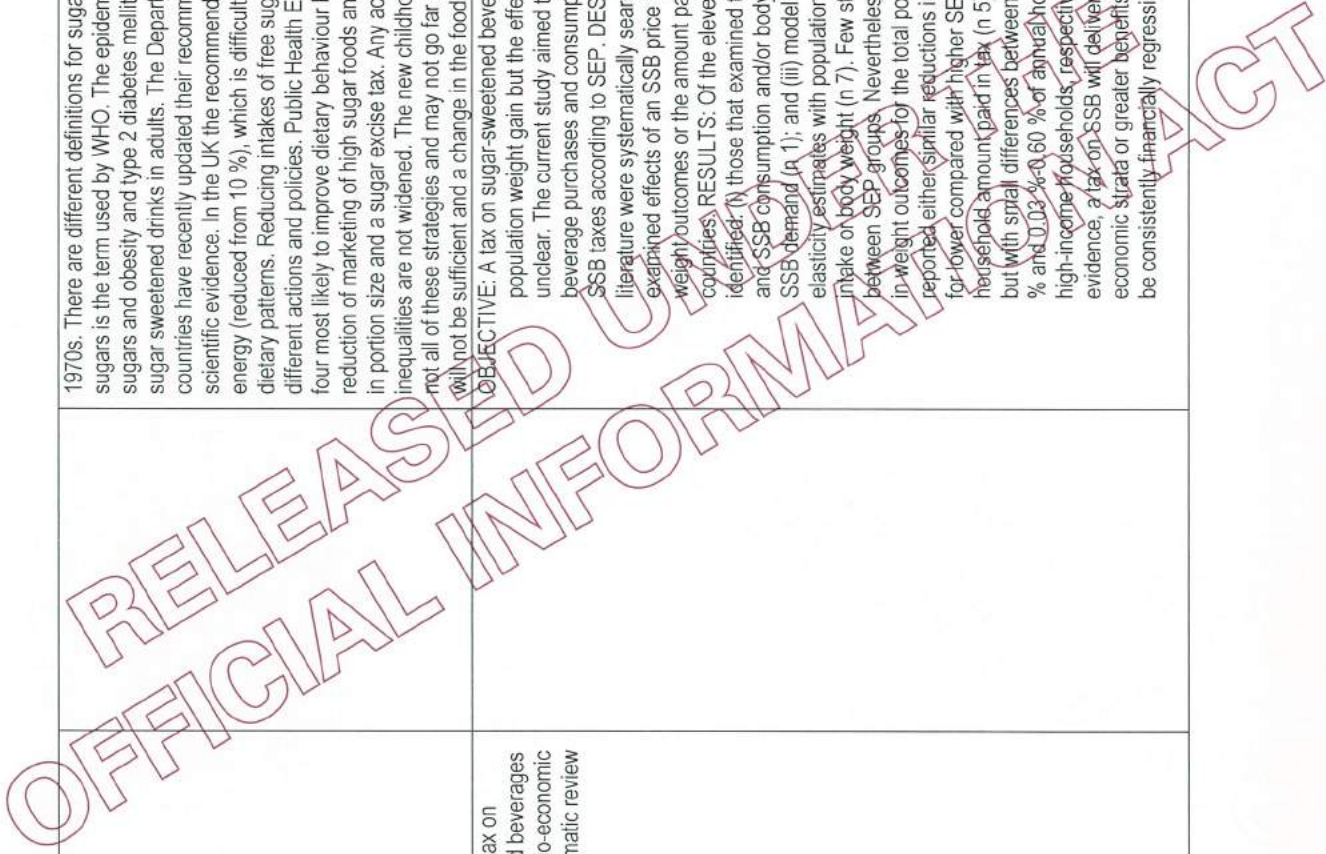 1970s. There are different definitions for suga
sugars is the term used by WHO. The epidem
sugars and obesity and type 2 diabetes mellit
sugar sweetened drinks in adults. The Depart
countries have recently updated their recomm
scientific evidence. In the UK the recommend
energy (reduced from 10 %), which is difficult
dietary patterns. Reducing intakes of free sug
different actions and policies. Public Health E
four most likely to improve dietary behaviour
reduction of marketing of high sugar foods an
in portion size and a sugar excise tax. Any ac
inequalities are not widened. The new childho
not all of these strategies and may not go far
will not be sufficient and a change in the food
ax on
d beverages
o-economic
matic review
OBJECTIVE: A tax on sugar-sweetened beve
population weight gain but the effe
unclear. The current study aimed t
beverage purchases and consump
SSB taxes according to SEP. DES
literature were systematically sear
examined effects of an SSB price
weight outcomes or the amount pa
countries. RESULTS: Of the eleve
identified: (i) those that examined
and SSB consumption and/or body
SSB demand (n 1); and (iii) model
elasticity estimates with population
intake or body weight (n 7). Few st
between SEP groups. Nevertheles
in weight outcomes for the total po
reported either similar reductions i
for lower compared with higher SE
household amount paid in tax (n 5
but with small differences between
% and 0.03 %-0.60 % of annual ho
high-income households, respectiv
evidence, a tax on SSB will deliver
economic strata or greater benefits
be consistently financially regressi
RELEASED UNDER THE
OFFICIAL INFORMATION ACT